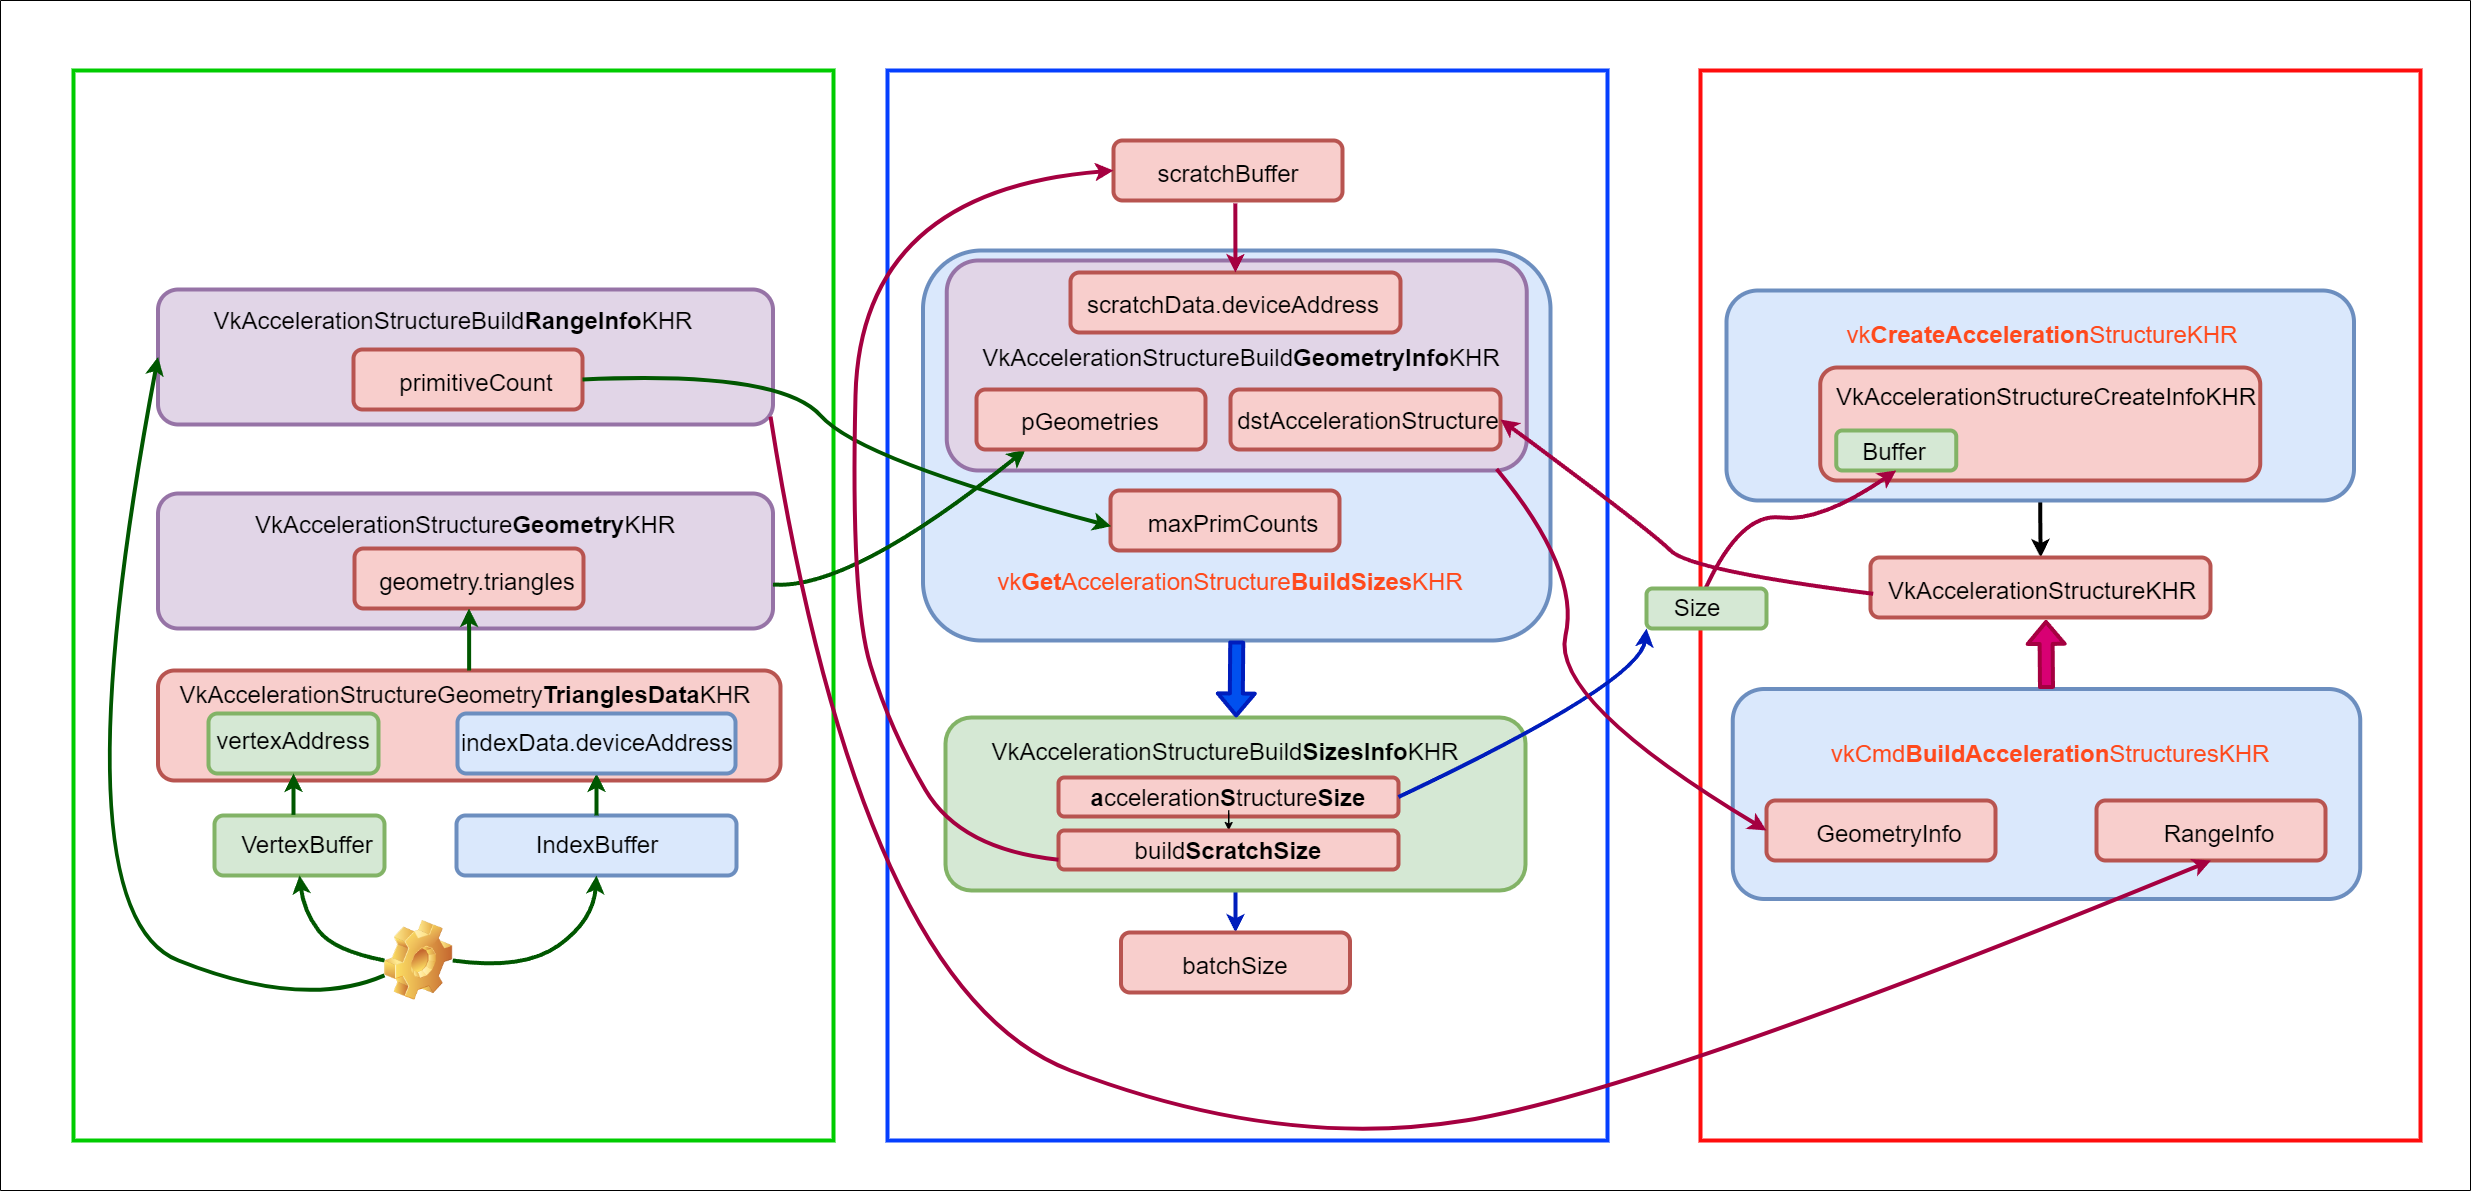 VkAccelerationStructureBuildRangeInfoKHR
primitiveCount
VkAccelerationStructureGeometryKHR
geometry.triangles
VkAccelerationStructureGeometryTrianglesDataKHR
vertexAddress
indexData.deviceAddress
VertexBuffer
IndexBuffer
scratchBuffer
scratchData.deviceAddress
VkAccelerationStructureBuildGeometryInfoKHR
pGeometries
dstAccelerationStructure
maxPrimCounts
vkGetAccelerationStructureBuildSizesKHR
VkAccelerationStructureBuildSizesInfoKHR
accelerationStructureSize
buildScratchSize
batchSize
Size
vkCreateAccelerationStructureKHR
VkAccelerationStructureCreateInfoKHR
Buffer
VkAccelerationStructureKHR
vkCmdBuildAccelerationStructuresKHR
GeometryInfo
RangeInfo